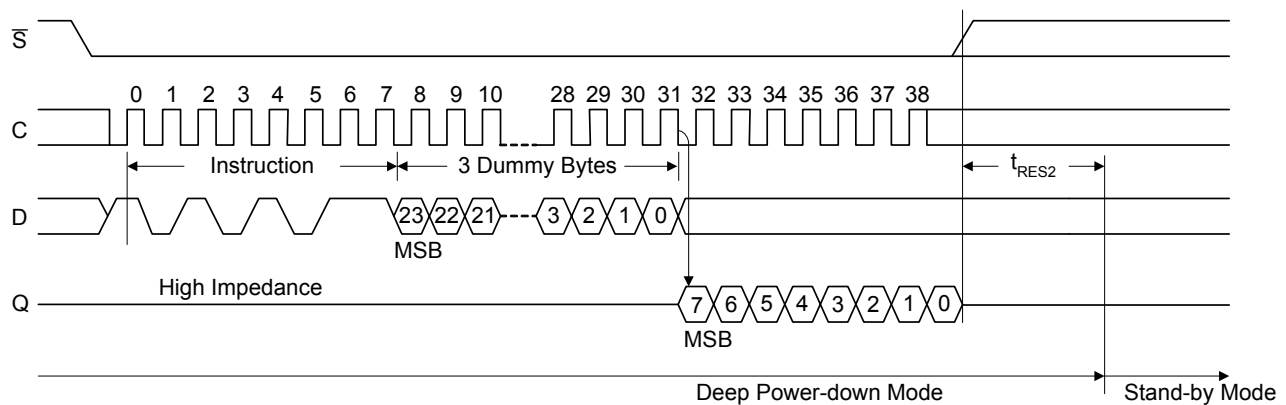 S
0 1 2 3 4 5 6 7 8 9 10 28 29 30 31 32 33 34 35 36 37 38
C
Instruction 3 Dummy Bytes tRES2
D 23 22 21 3 2 1 0
MSB
High Impedance
Q 7 6 5 4 3 2 1 0
MSB
Deep Power-down Mode Stand-by Mode